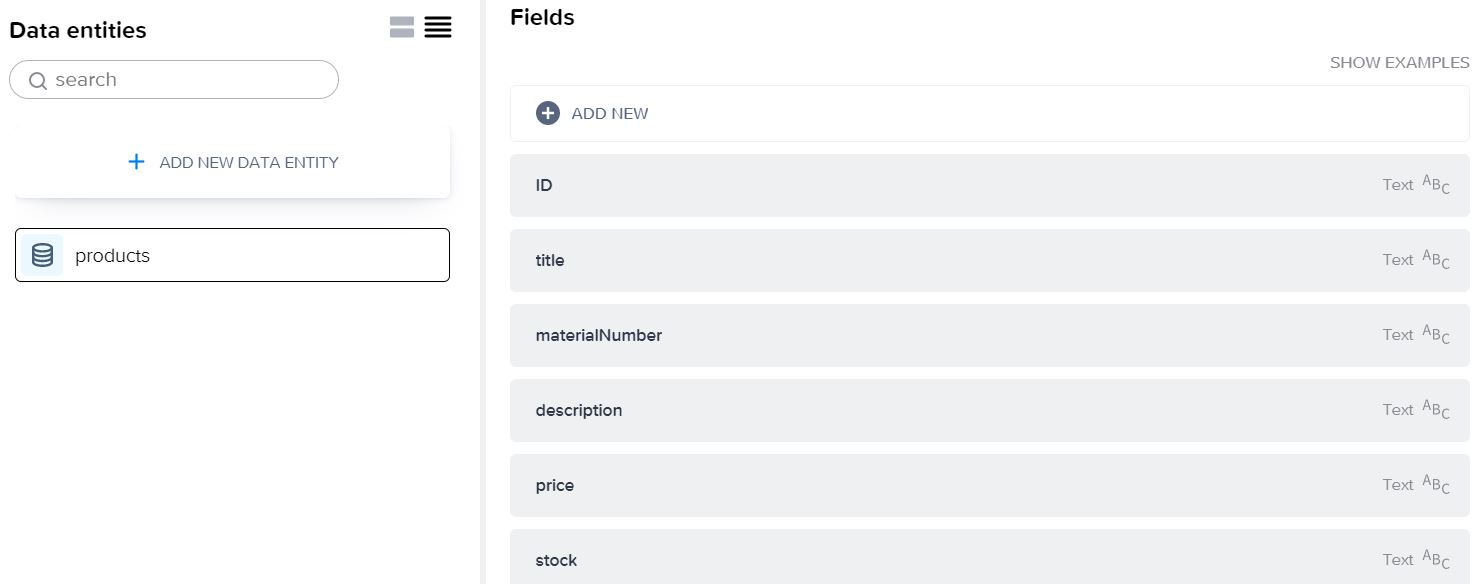 Data entities
search
ADD NEW DATA ENTITY
products
Fields
SHOW EXAMPLES
ADD NEW
ID Text ABC
title Text ABC
materialNumber Text ABC
description Text ABC
price Text ABC
stock Text ABC